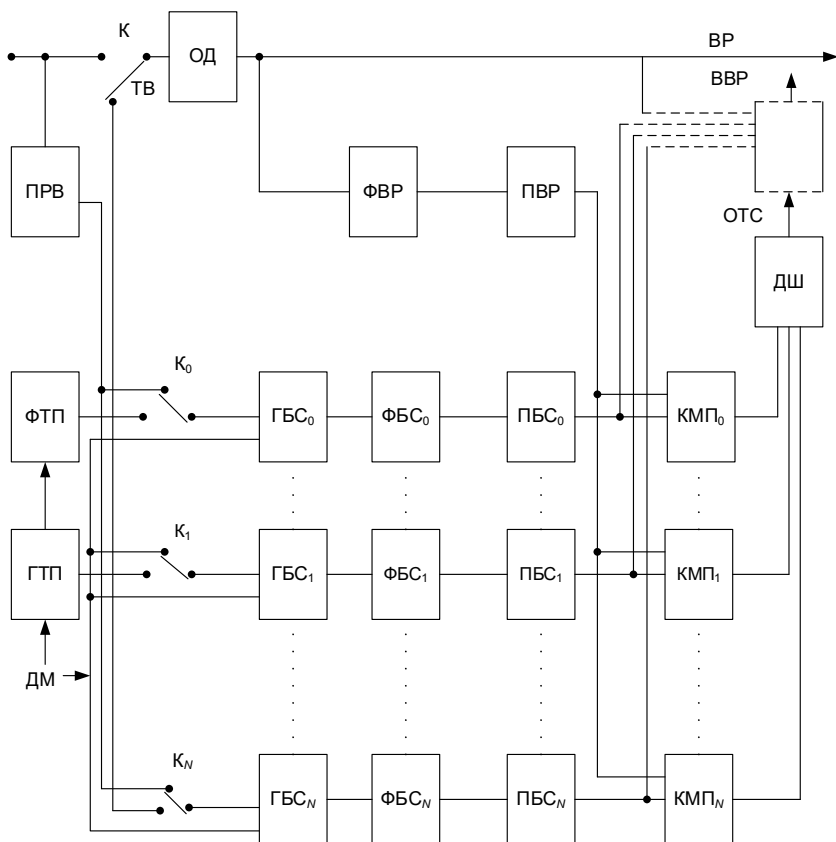 К
ОД
ВР
ТВ
ВВР
ПРВ
ФВР
ПВР
ОТС
ДШ
К0
ФТП
ГБС0
ФБС0
ПБС0
КМП0
К1
ГТП
ГБС1
ФБС1
ПБС1
КМП1
ДМ
КN
ГБСN
ФБСN
ПБСN
КМПN